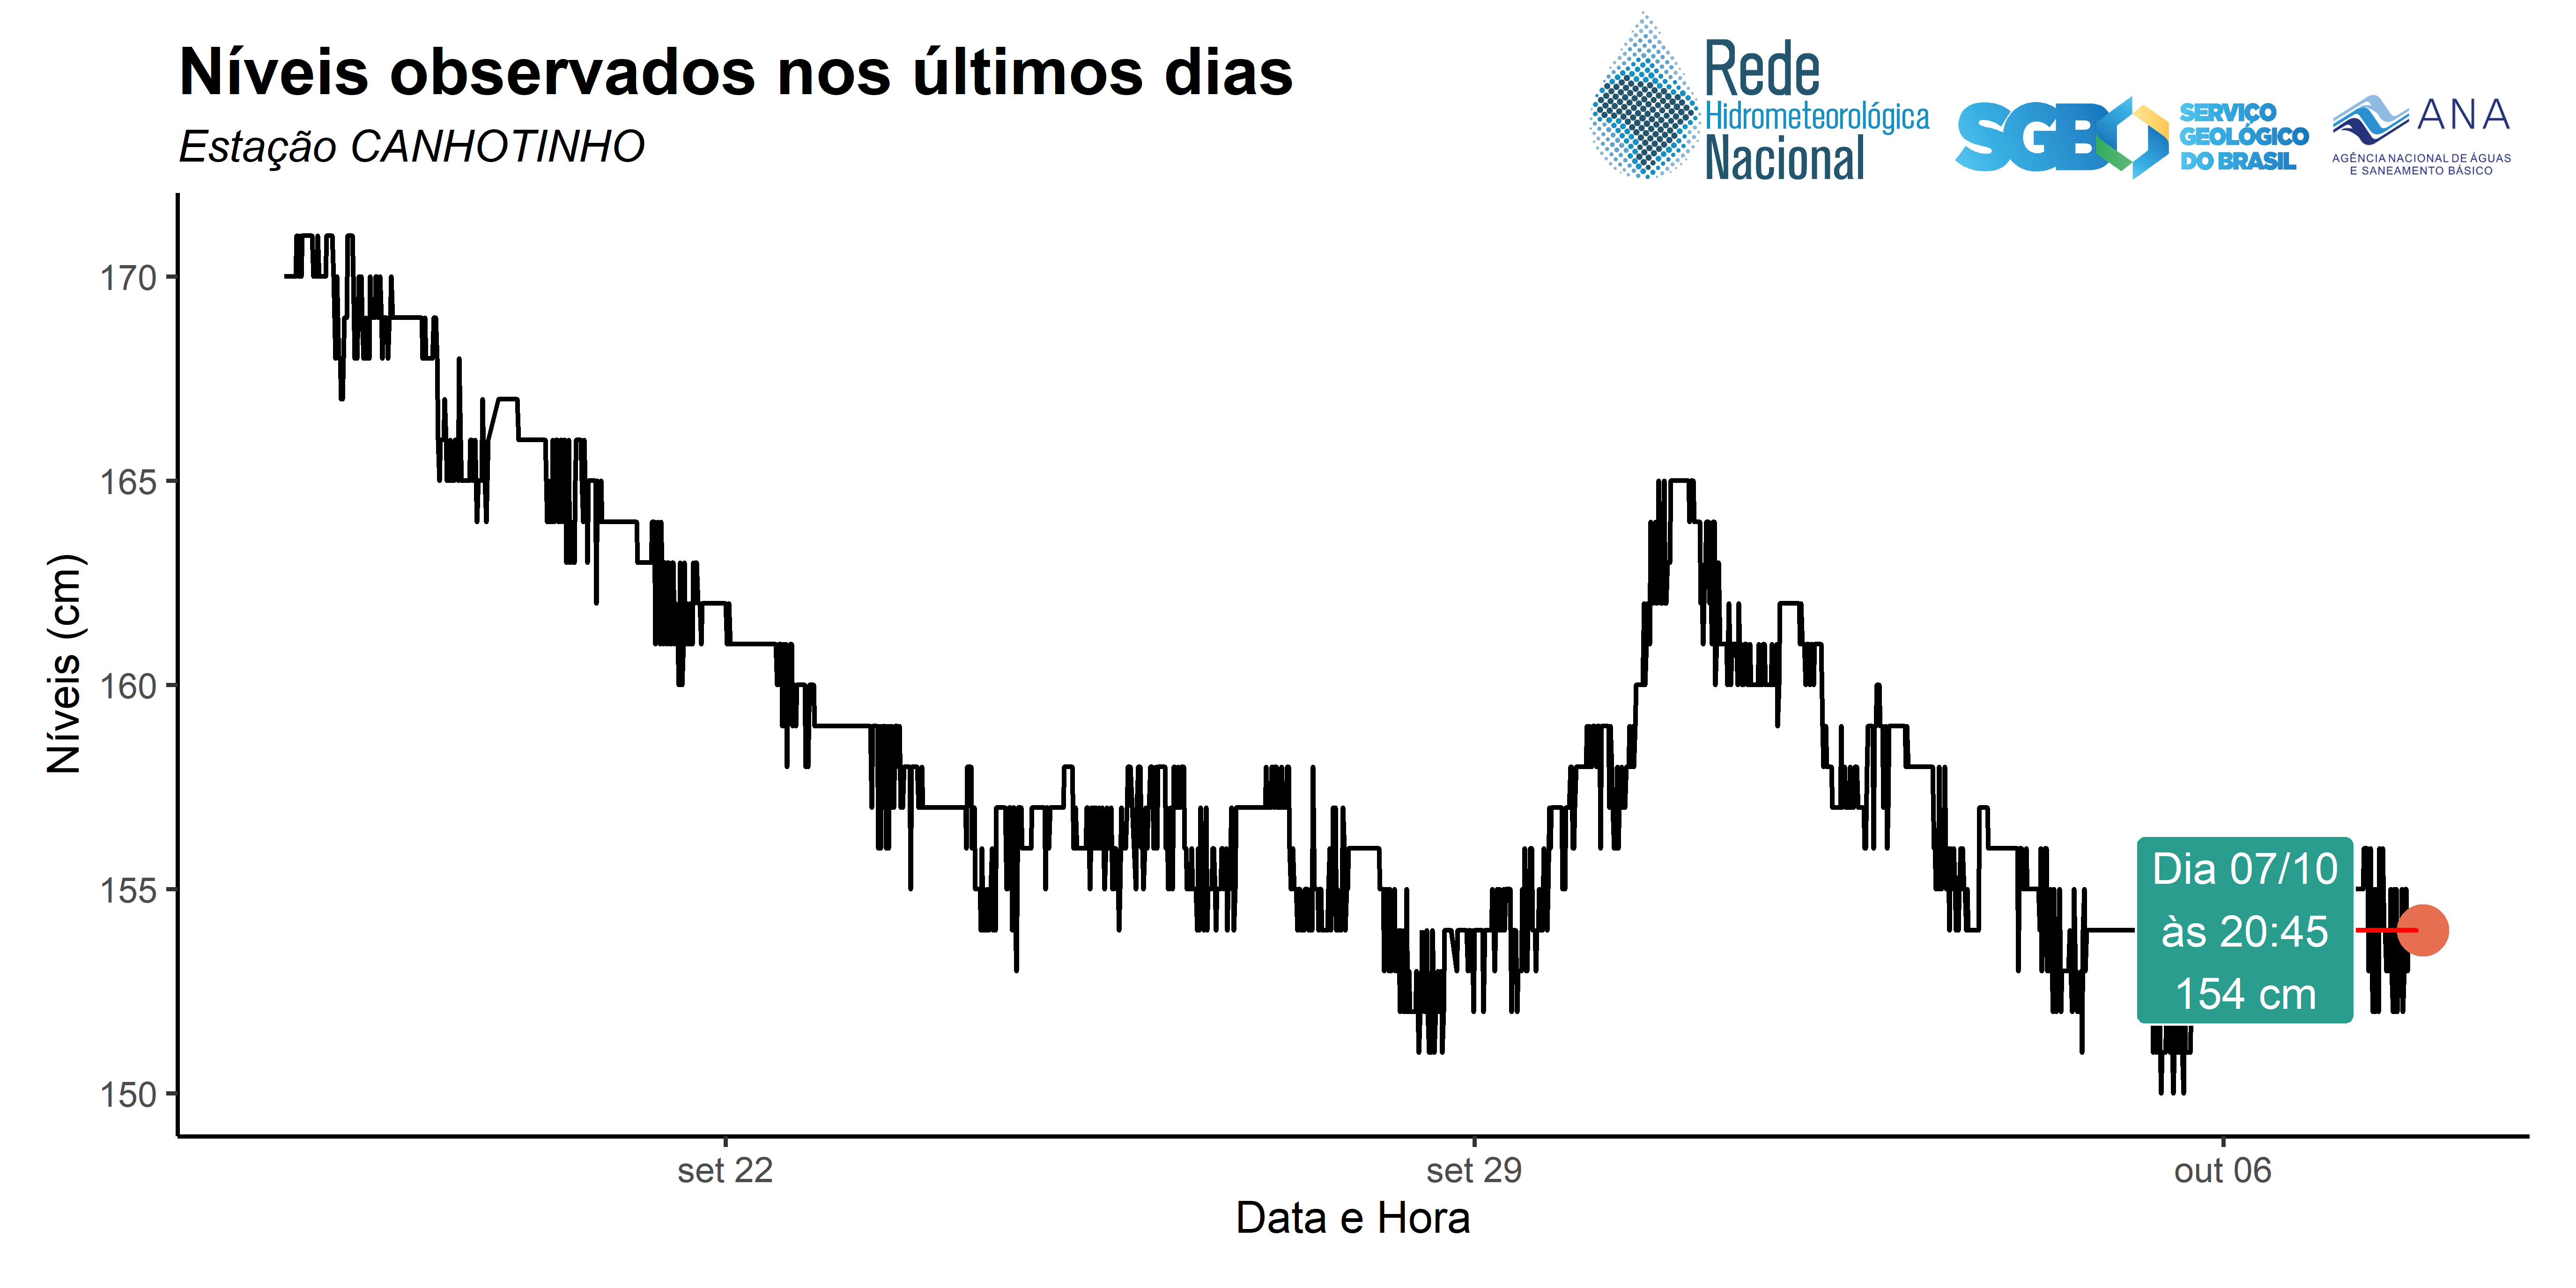 Níveis observados nos últimos dias
Estação CANHOTINHO
Rede
Hidrometeorológica
Nacional
SGB
SERVIÇO
GEOLÓGICO
DO BRASIL
ANA
AGÊNCIA NACIONAL DE ÁGUAS
E SANEAMENTO BÁSICO
Níveis (cm)
170
165
160
155
150
Dia 07/10
às 20:45
154 cm
set 22
set 29
out 06
Data e Hora